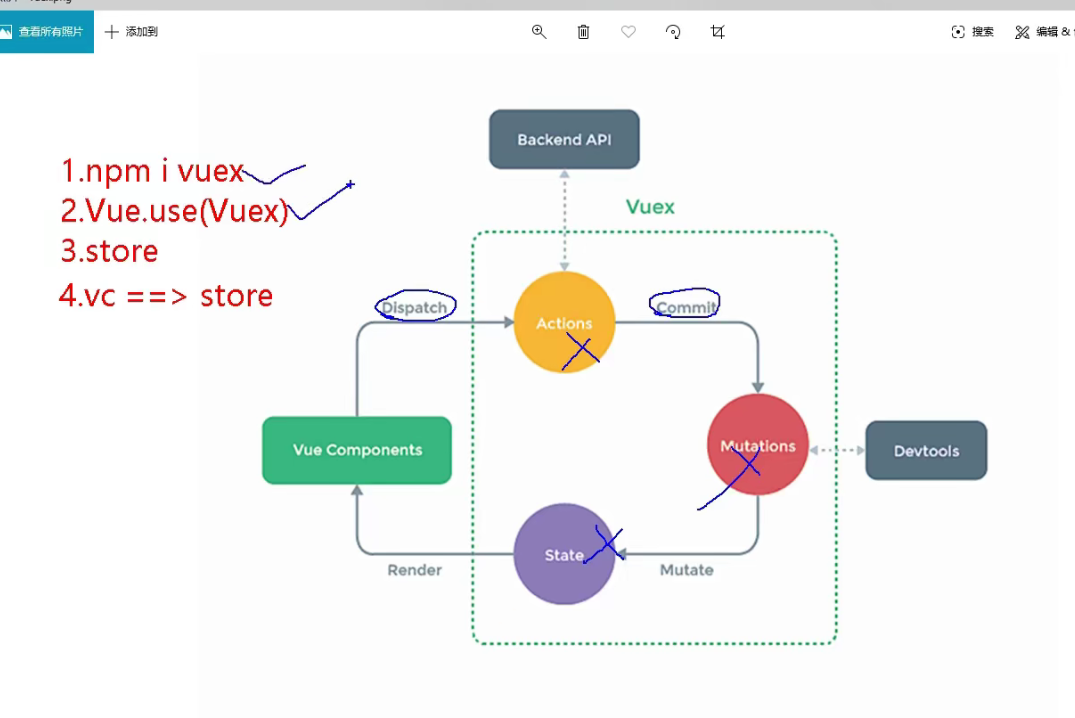 查看所有照片
添加到
搜索
编辑 &
Backend API
1.npm i vuex
2.Vue.use(Vuex)
3.store
4.vc ==> store
Vuex
Dispatch
Actions
Commit
Vue Components
Mutations
Devtools
State
Render
Mutate